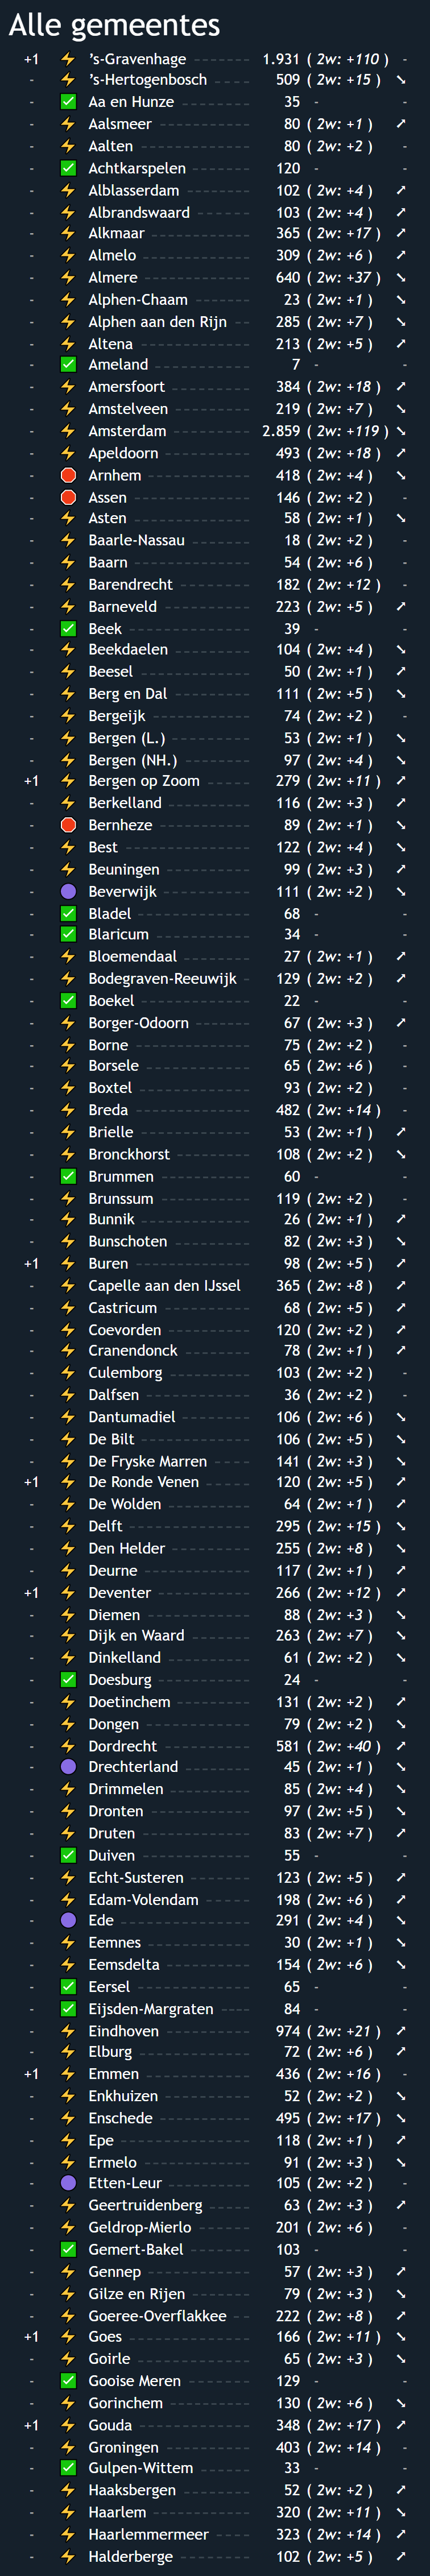 Alle gemeentes
+1 ’s-Gravenhage 1.931 ( 2w: +110 ) -
- ’s-Hertogenbosch 509 ( 2w: +15 ) ➘
- Aa en Hunze 35 - -
- Aalsmeer 80 ( 2w: +1 ) ➚
- Aalten 80 ( 2w: +2 ) -
- Achtkarspelen 120 - -
- Alblasserdam 102 ( 2w: +4 ) ➚
- Albrandswaard 103 ( 2w: +4 ) ➚
- Alkmaar 365 ( 2w: +17 ) ➚
- Almelo 309 ( 2w: +6 ) ➚
- Almere 640 ( 2w: +37 ) ➘
- Alphen-Chaam 23 ( 2w: +1 ) ➘
- Alphen aan den Rijn 285 ( 2w: +7 ) ➘
- Altena 213 ( 2w: +5 ) ➚
- Ameland 7 - -
- Amersfoort 384 ( 2w: +18 ) ➚
- Amstelveen 219 ( 2w: +7 ) ➘
- Amsterdam 2.859 ( 2w: +119 ) ➘
- Apeldoorn 493 ( 2w: +18 ) ➚
- Arnhem 418 ( 2w: +4 ) ➘
- Assen 146 ( 2w: +2 ) -
- Asten 58 ( 2w: +1 ) ➘
- Baarle-Nassau 18 ( 2w: +2 ) -
- Baarn 54 ( 2w: +6 ) -
- Barendrecht 182 ( 2w: +12 ) -
- Barneveld 223 ( 2w: +5 ) ➚
- Beek 39 - -
- Beekdaelen 104 ( 2w: +4 ) ➘
- Beesel 50 ( 2w: +1 ) ➚
- Berg en Dal 111 ( 2w: +5 ) ➘
- Bergeijk 74 ( 2w: +2 ) -
- Bergen (L.) 53 ( 2w: +1 ) ➘
- Bergen (NH.) 97 ( 2w: +4 ) ➘
+1 Bergen op Zoom 279 ( 2w: +11 ) ➚
- Berkelland 116 ( 2w: +3 ) ➚
- Bernheze 89 ( 2w: +1 ) ➘
- Best 122 ( 2w: +4 ) ➘
- Beuningen 99 ( 2w: +3 ) ➚
- Beverwijk 111 ( 2w: +2 ) ➘
- Bladel 68 - -
- Blaricum 34 - -
- Bloemendaal 27 ( 2w: +1 ) ➚
- Bodegraven-Reeuwijk 129 ( 2w: +2 ) ➚
- Boekel 22 - -
- Borger-Odoorn 67 ( 2w: +3 ) ➚
- Borne 75 ( 2w: +2 ) -
- Borsele 65 ( 2w: +6 ) -
- Boxtel 93 ( 2w: +2 ) -
- Breda 482 ( 2w: +14 ) -
- Brielle 53 ( 2w: +1 ) ➚
- Bronckhorst 108 ( 2w: +2 ) ➘
- Brummen 60 - -
- Brunssum 119 ( 2w: +2 ) -
- Bunnik 26 ( 2w: +1 ) ➚
- Bunschoten 82 ( 2w: +3 ) ➘
+1 Buren 98 ( 2w: +5 ) ➚
- Capelle aan den IJssel 365 ( 2w: +8 ) ➚
- Castricum 68 ( 2w: +5 ) ➚
- Coevorden 120 ( 2w: +2 ) ➚
- Cranendonck 78 ( 2w: +1 ) ➚
- Culemborg 103 ( 2w: +2 ) -
- Dalfsen 36 ( 2w: +2 ) -
- Dantumadiel 106 ( 2w: +6 ) ➘
- De Bilt 106 ( 2w: +5 ) ➘
- De Fryske Marren 141 ( 2w: +3 ) ➘
+1 De Ronde Venen 120 ( 2w: +5 ) ➚
- De Wolden 64 ( 2w: +1 ) ➚
- Delft 295 ( 2w: +15 ) ➘
- Den Helder 255 ( 2w: +8 ) ➘
- Deurne 117 ( 2w: +1 ) ➚
+1 Deventer 266 ( 2w: +12 ) ➚
- Diemen 88 ( 2w: +3 ) ➘
- Dijk en Waard 263 ( 2w: +7 ) ➘
- Dinkelland 61 ( 2w: +2 ) ➘
- Doesburg 24 - -
- Doetinchem 131 ( 2w: +2 ) ➚
- Dongen 79 ( 2w: +2 ) ➘
- Dordrecht 581 ( 2w: +40 ) ➚
- Drechterland 45 ( 2w: +1 ) ➘
- Drimmelen 85 ( 2w: +4 ) ➘
- Dronten 97 ( 2w: +5 ) ➘
- Druten 83 ( 2w: +7 ) ➚
- Duiven 55 - -
- Echt-Susteren 123 ( 2w: +5 ) ➚
- Edam-Volendam 198 ( 2w: +6 ) ➚
- Ede 291 ( 2w: +4 ) ➘
- Eemnes 30 ( 2w: +1 ) ➘
- Eemsdelta 154 ( 2w: +6 ) ➘
- Eersel 65 - -
- Eijsden-Margraten 84 - -
- Eindhoven 974 ( 2w: +21 ) ➚
- Elburg 72 ( 2w: +6 ) ➚
+1 Emmen 436 ( 2w: +16 ) -
- Enkhuizen 52 ( 2w: +2 ) ➘
- Enschede 495 ( 2w: +17 ) ➘
- Epe 118 ( 2w: +1 ) ➚
- Ermelo 91 ( 2w: +3 ) ➘
- Etten-Leur 105 ( 2w: +2 ) -
- Geertruidenberg 63 ( 2w: +3 ) ➚
- Geldrop-Mierlo 201 ( 2w: +6 ) -
- Gemert-Bakel 103 - -
- Gennep 57 ( 2w: +3 ) ➚
- Gilze en Rijen 79 ( 2w: +3 ) ➘
- Goeree-Overflakkee 222 ( 2w: +8 ) ➚
+1 Goes 166 ( 2w: +11 ) ➘
- Goirle 65 ( 2w: +3 ) ➘
- Gooise Meren 129 - -
- Gorinchem 130 ( 2w: +6 ) ➘
+1 Gouda 348 ( 2w: +17 ) ➚
- Groningen 403 ( 2w: +14 ) -
- Gulpen-Wittem 33 - -
- Haaksbergen 52 ( 2w: +2 ) ➚
- Haarlem 320 ( 2w: +11 ) ➘
- Haarlemmermeer 323 ( 2w: +14 ) ➚
- Halderberge 102 ( 2w: +5 ) ➚